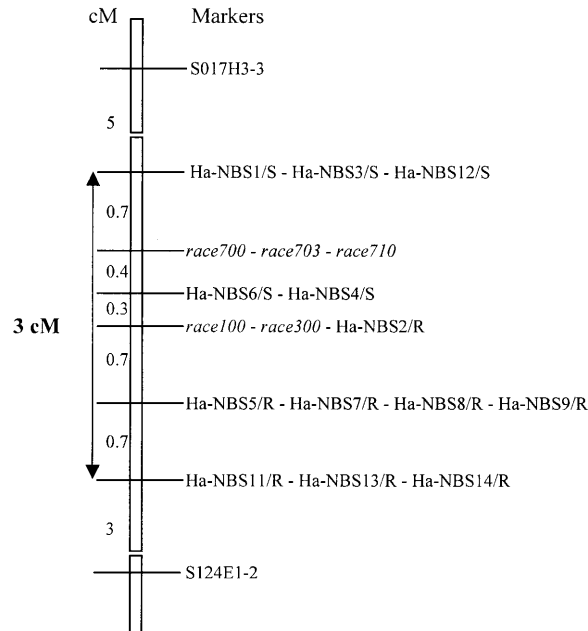 cM Markers
S017H3-3
5
Ha-NBS1/S - Ha-NBS3/S - Ha-NBS12/S
0.7
race700 - race703 - race710
0.4
Ha-NBS6/S - Ha-NBS4/S
0.3
3 cM
race100 - race300 - Ha-NBS2/R
0.7
Ha-NBS5/R - Ha-NBS7/R - Ha-NBS8/R - Ha-NBS9/R
0.7
Ha-NBS11/R - Ha-NBS13/R - Ha-NBS14/R
3
S124E1-2